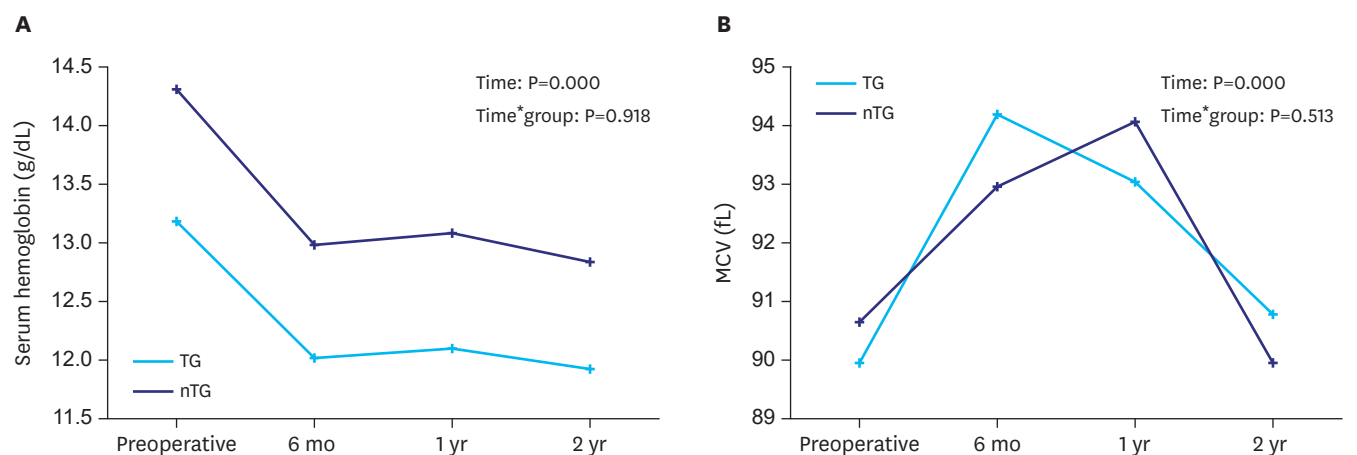 A
Serum hemoglobin (g/dL)
14.5
14.0
13.5
13.0
12.5
12.0
11.5
Time: P=0.000
Time*group: P=0.918
TG
nTG
Preoperative 6 mo 1 yr 2 yr
B
MCV (fL)
95
94
93
92
91
90
89
TG
nTG
Time: P=0.000
Time*group: P=0.513
Preoperative 6 mo 1 yr 2 yr